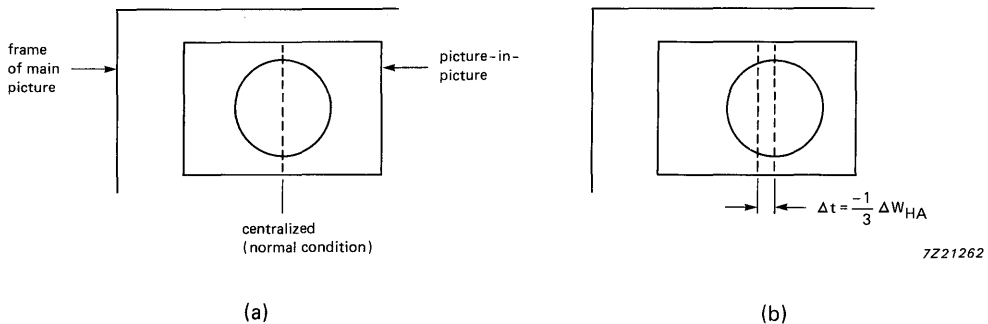 frame
of main
picture
picture-in-
picture
centralized
(normal condition)
Δt = -1/3 ΔW_HA
7Z21262
(a)
(b)